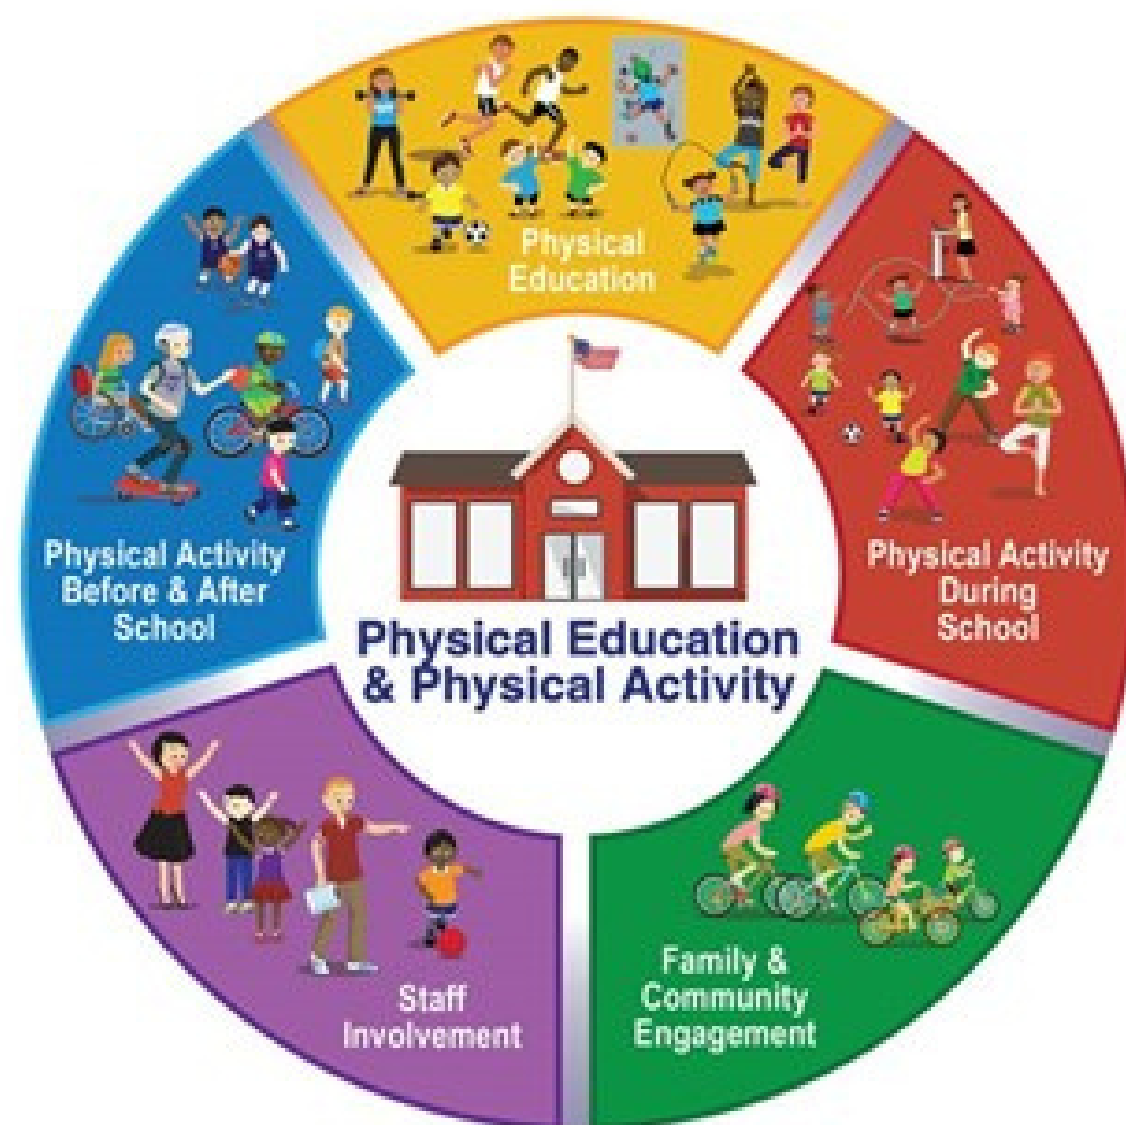 Physical
Education
Physical Activity
During
School
Family &
Community
Engagement
Staff
Involvement
Physical Activity
Before & After
School
Physical Education
& Physical Activity